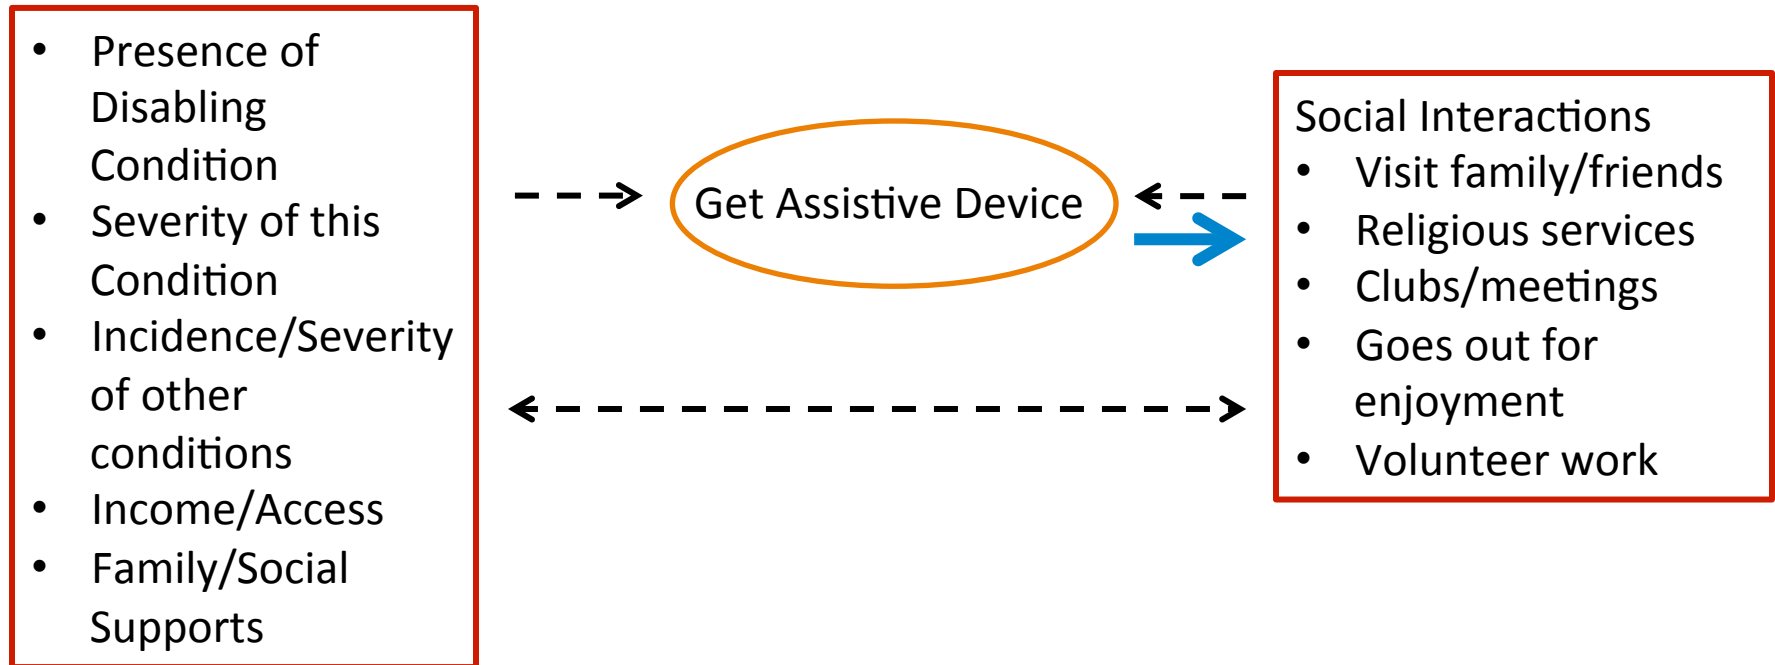 • Presence of
Disabling
Condition
• Severity of this
Condition
• Incidence/Severity
of other
conditions
• Income/Access
• Family/Social
Supports
Get Assistive Device
Social Interactions
• Visit family/friends
• Religious services
• Clubs/meetings
• Goes out for
enjoyment
• Volunteer work